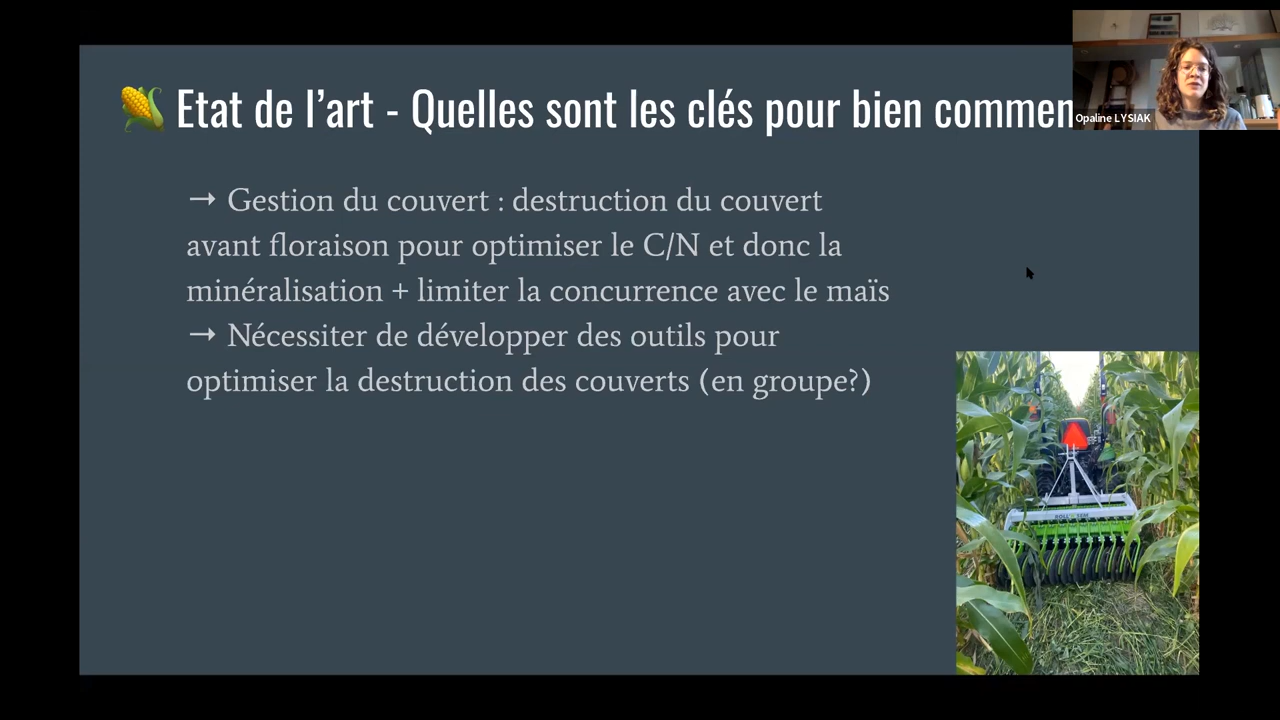 Etat de l’art - Quelles sont les clés pour bien commen
Opaline LYSIAK
→ Gestion du couvert : destruction du couvert
avant floraison pour optimiser le C/N et donc la
minéralisation + limiter la concurrence avec le maïs
→ Nécessiter de développer des outils pour
optimiser la destruction des couverts (en groupe?)